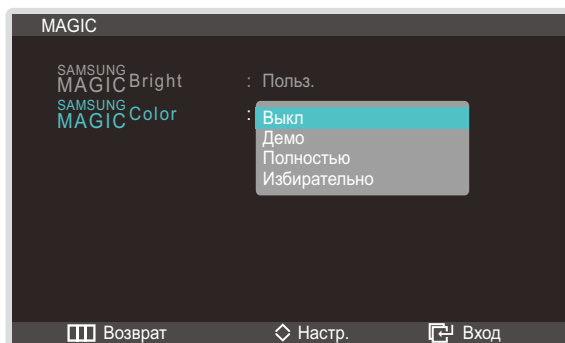 MAGIC
SAMSUNG
MAGIC Bright : Польз.
SAMSUNG
MAGIC Color : Выкл
Демо
Полностью
Избирательно
Возврат Настр. Вход